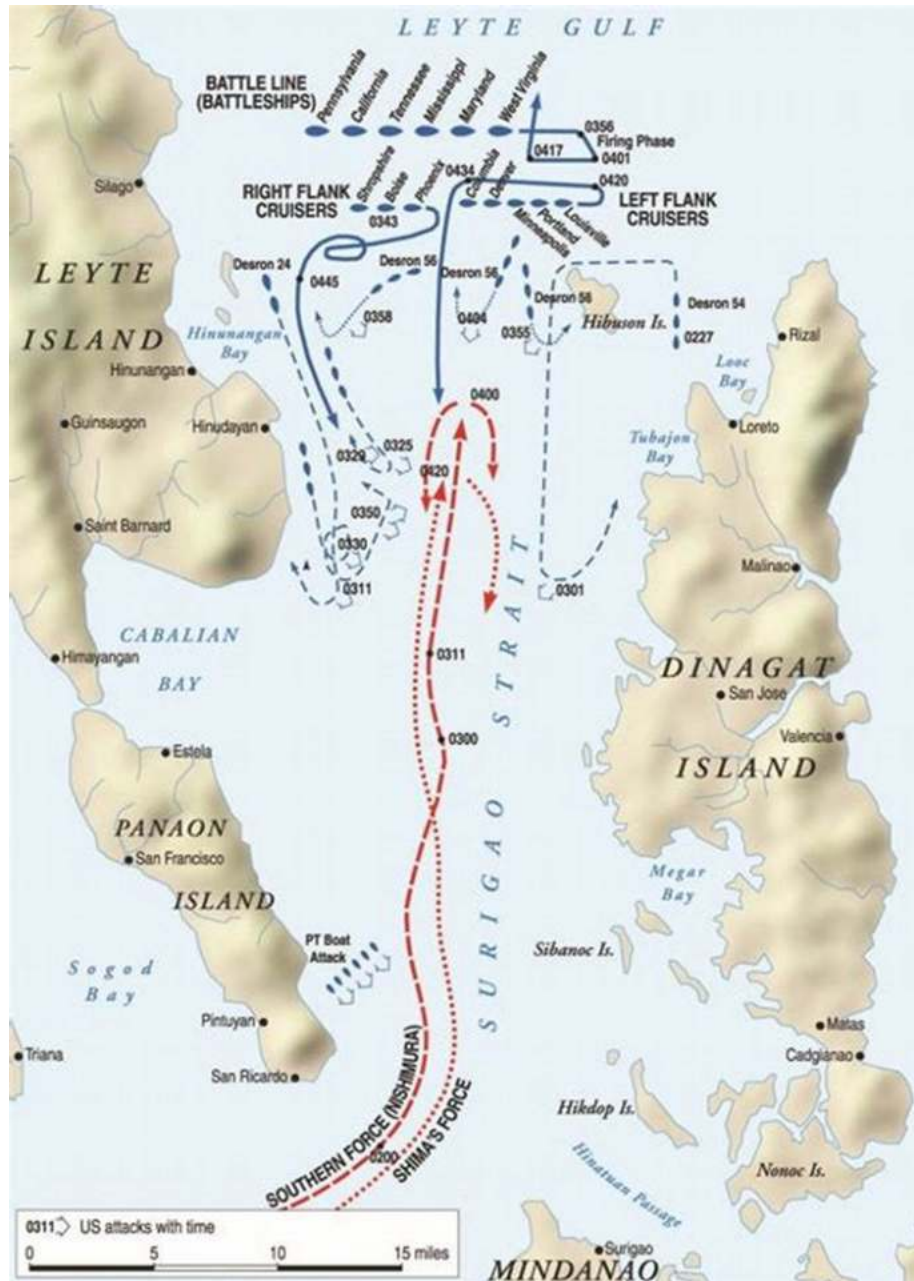 LEYTE GULF
BATTLE LINE
(BATTLESHIPS)
Pennsylvania
California
Tennessee
Mississippi
Maryland
West Virginia
0356
Firing Phase
0417
0401
0434
0420
Silago
RIGHT FLANK
CRUISERS
Shropshire
Boise
Phoenix
0343
Columbia
Denver
Minneapolis
Portland
Louisville
LEFT FLANK
CRUISERS
LEYTE
ISLAND
Desron 24
0445
Desron 56
0358
Desron 56
0404
Desron 56
0355
Hibuson Is.
Desron 54
0227
Rizal
Hinunangan
Bay
Hinunangan
Looc
Bay
Guinsaugon
Hinudayan
0400
Loreto
Tubajon
Bay
0329
0325
0420
Saint Barnard
0350
0330
0311
0301
Malinao
CABALIAN
BAY
Himayangan
0311
DINAGAT
ISLAND
San Jose
0300
Valencia
Estela
SURIGAO STRAIT
PANAON
ISLAND
San Francisco
Megar
Bay
PT Boat
Attack
Sibanoc Is.
Sogod
Bay
Pintuyan
Matas
Triana
Cadgianao
San Ricardo
SOUTHERN FORCE (NISHIMURA)
0200
SHIMA'S FORCE
Hikdop Is.
Nonoc Is.
Hinatuan Passage
0311 US attacks with time
0 5 10 15 miles
Surigao
MINDANAO